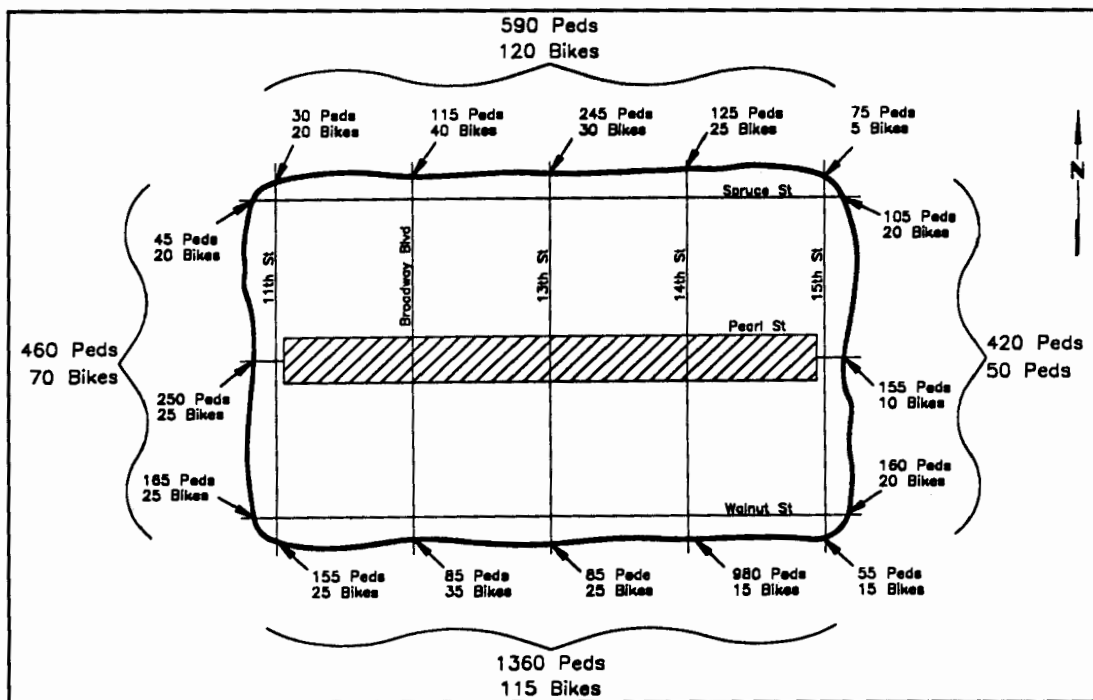 590 Peds
120 Bikes
30 Peds
20 Bikes
115 Peds
40 Bikes
245 Peds
30 Bikes
125 Peds
25 Bikes
75 Peds
5 Bikes
N
Spruce St
45 Peds
20 Bikes
105 Peds
20 Bikes
11th St
Broadway Blvd
13th St
14th St
15th St
Pearl St
460 Peds
70 Bikes
420 Peds
50 Peds
250 Peds
25 Bikes
155 Peds
10 Bikes
165 Peds
25 Bikes
160 Peds
20 Bikes
Walnut St
155 Peds
25 Bikes
85 Peds
35 Bikes
85 Pede
25 Bikes
980 Peds
15 Bikes
55 Peds
15 Bikes
1360 Peds
115 Bikes